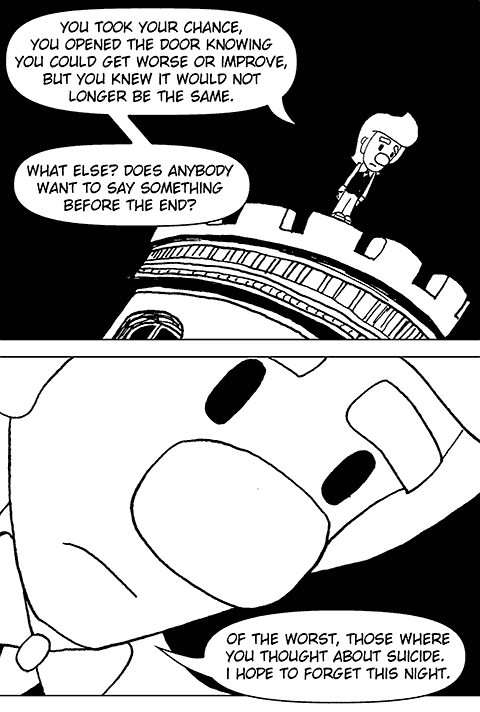 YOU TOOK YOUR CHANCE,
YOU OPENED THE DOOR KNOWING
YOU COULD GET WORSE OR IMPROVE,
BUT YOU KNEW IT WOULD NOT
LONGER BE THE SAME.
WHAT ELSE? DOES ANYBODY
WANT TO SAY SOMETHING
BEFORE THE END?
OF THE WORST, THOSE WHERE
YOU THOUGHT ABOUT SUICIDE.
I HOPE TO FORGET THIS NIGHT.